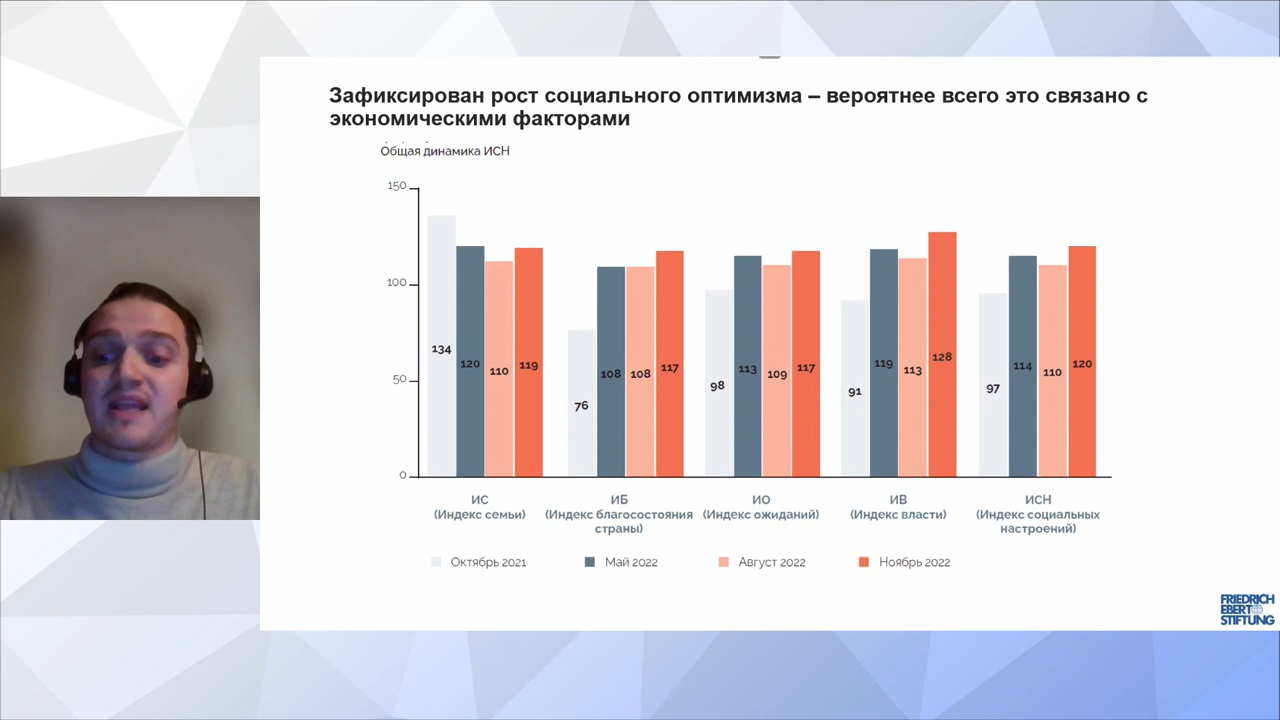 Зафиксирован рост социального оптимизма – вероятнее всего это связано с
экономическими факторами
Общая динамика ИСН
150
100
50
0
134
120
110
119
76
108
108
117
98
113
109
117
91
119
113
128
97
114
110
120
ИС
(Индекс семьи)
ИБ
(Индекс благосостояния
страны)
ИО
(Индекс ожиданий)
ИВ
(Индекс власти)
ИСН
(Индекс социальных
настроений)
Октябрь 2021
Май 2022
Август 2022
Ноябрь 2022
FRIEDRICH
EBERT
STIFTUNG